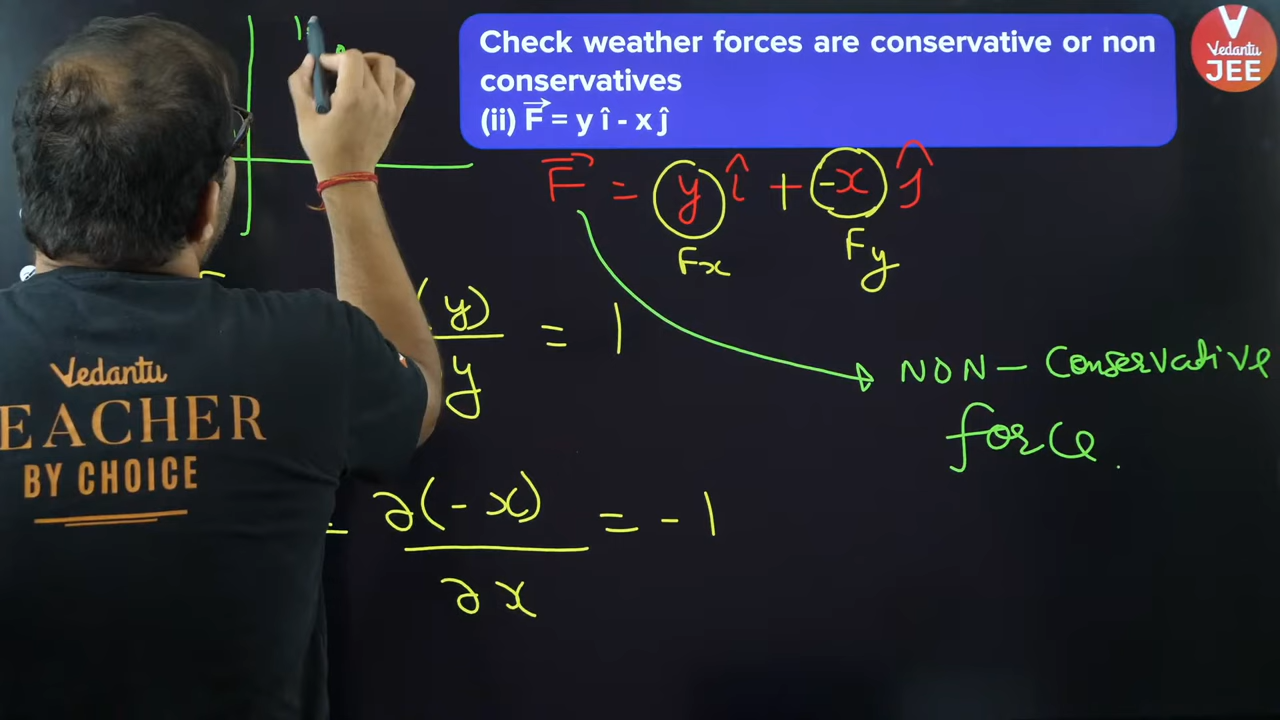 Check weather forces are conservative or non
conservatives
(ii) F = y î - x ĵ
Vedantu
JEE
F = y î + -x ĵ
Fx
Fy
(y)
y
= 1
NON - Conservative
force.
Vedantu
EACHER
BY CHOICE
= ∂(-x) = -1
∂x